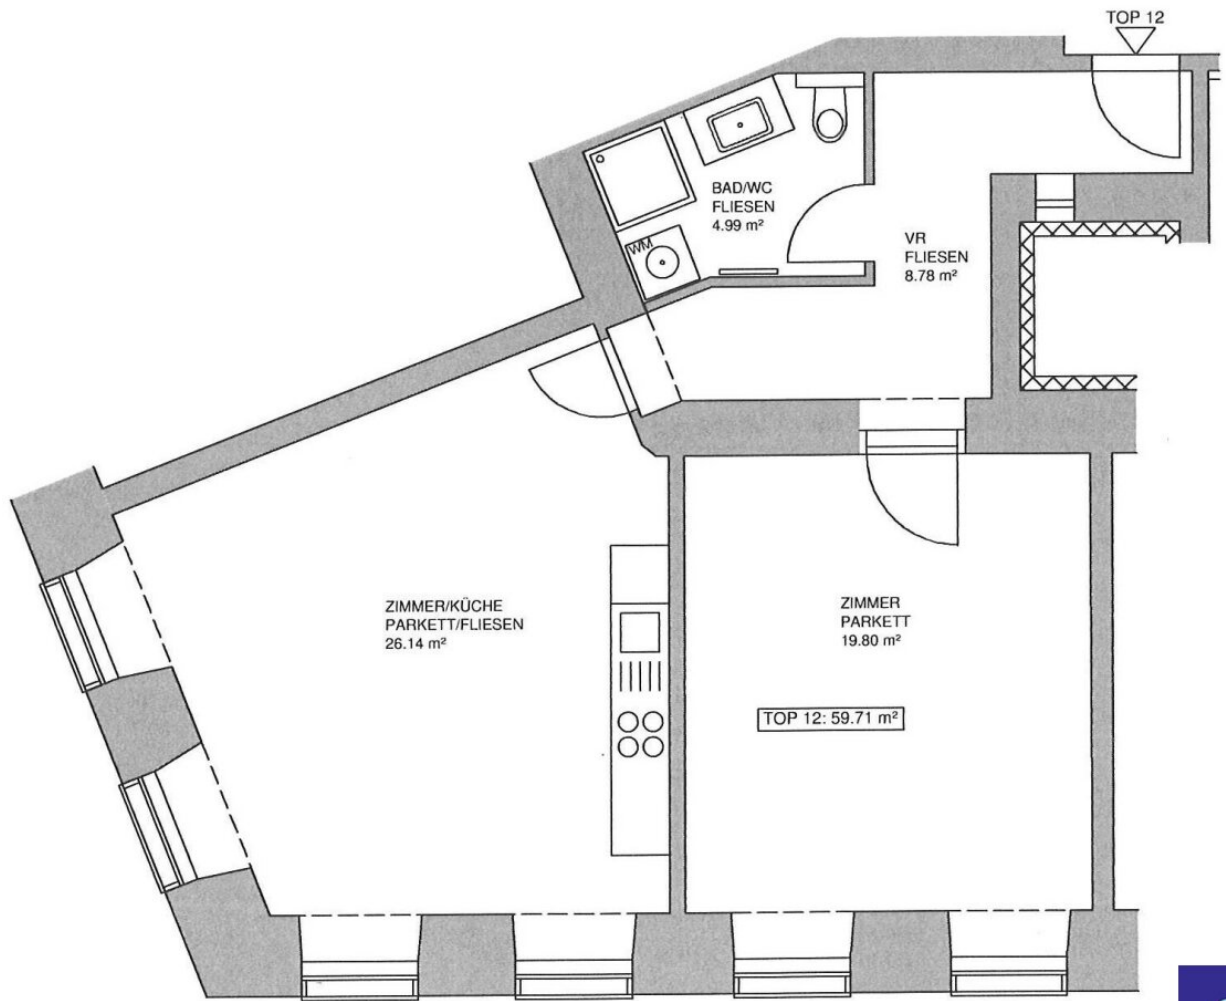 TOP 12
BAD/WC
FLIESEN
4.99 m²
WM
VR
FLIESEN
8.78 m²
ZIMMER/KÜCHE
PARKETT/FLIESEN
26.14 m²
ZIMMER
PARKETT
19.80 m²
TOP 12: 59.71 m²